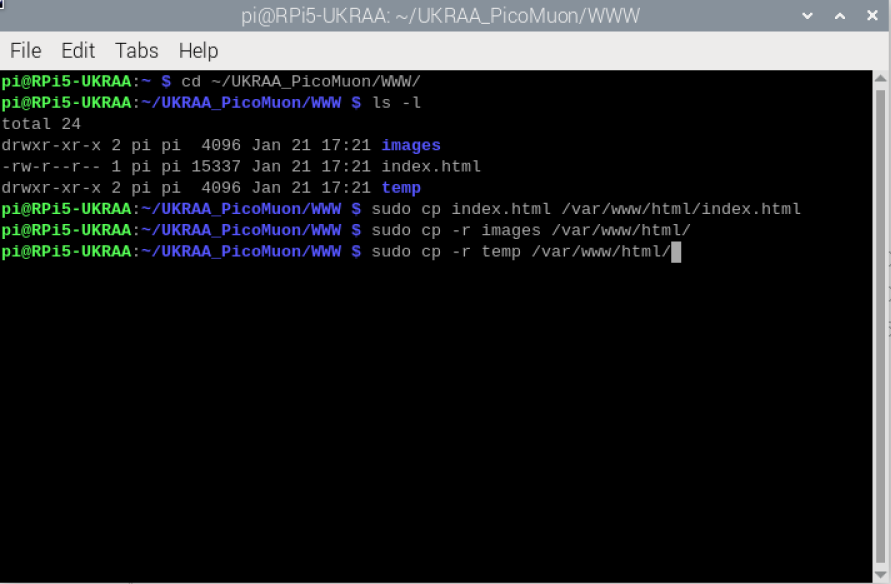 pi@RPi5-UKRAA: ~/UKRAA_PicoMuon/WWW
File Edit Tabs Help
pi@RPi5-UKRAA:~ $ cd ~/UKRAA_PicoMuon/WWW/
pi@RPi5-UKRAA:~/UKRAA_PicoMuon/WWW $ ls -l
total 24
drwxr-xr-x 2 pi pi  4096 Jan 21 17:21 images
-rw-r--r-- 1 pi pi 15337 Jan 21 17:21 index.html
drwxr-xr-x 2 pi pi  4096 Jan 21 17:21 temp
pi@RPi5-UKRAA:~/UKRAA_PicoMuon/WWW $ sudo cp index.html /var/www/html/index.html
pi@RPi5-UKRAA:~/UKRAA_PicoMuon/WWW $ sudo cp -r images /var/www/html/
pi@RPi5-UKRAA:~/UKRAA_PicoMuon/WWW $ sudo cp -r temp /var/www/html/